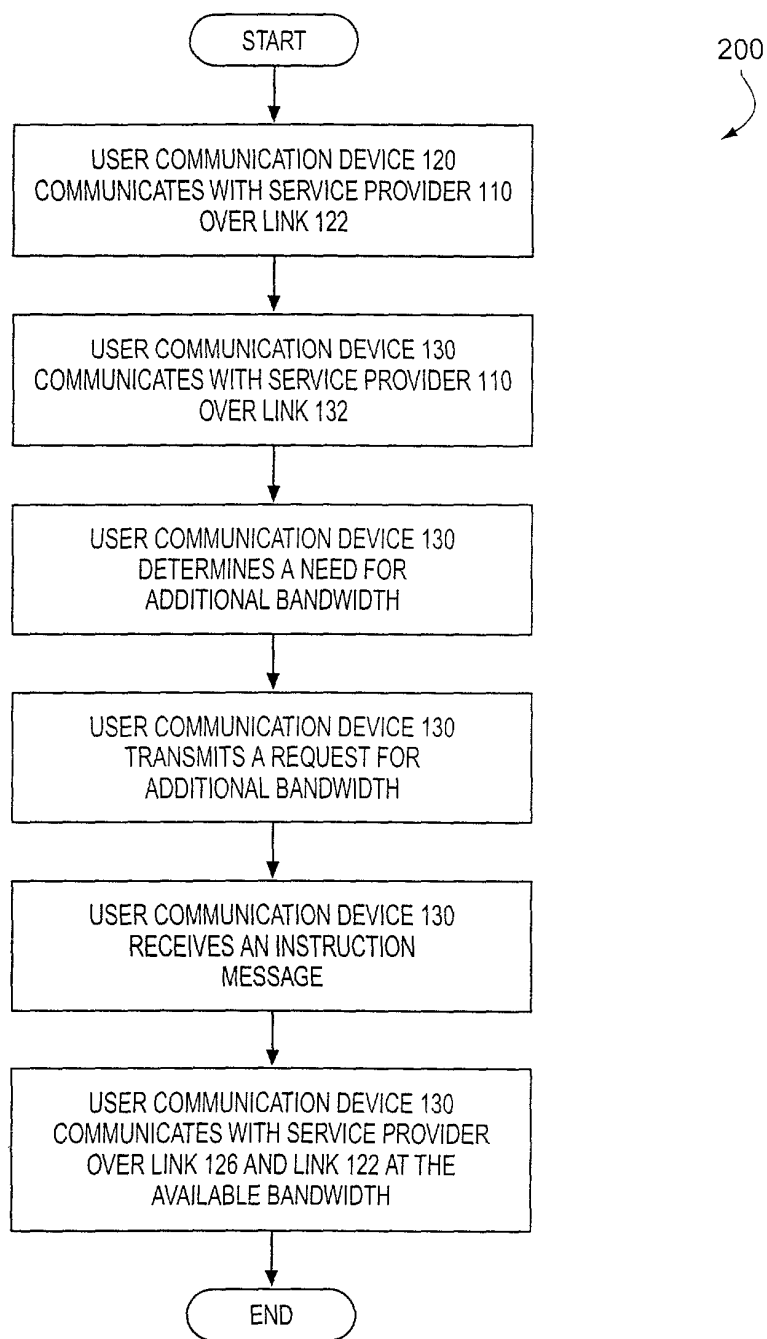 START
200
USER COMMUNICATION DEVICE 120
COMMUNICATES WITH SERVICE PROVIDER 110
OVER LINK 122
USER COMMUNICATION DEVICE 130
COMMUNICATES WITH SERVICE PROVIDER 110
OVER LINK 132
USER COMMUNICATION DEVICE 130
DETERMINES A NEED FOR
ADDITIONAL BANDWIDTH
USER COMMUNICATION DEVICE 130
TRANSMITS A REQUEST FOR
ADDITIONAL BANDWIDTH
USER COMMUNICATION DEVICE 130
RECEIVES AN INSTRUCTION
MESSAGE
USER COMMUNICATION DEVICE 130
COMMUNICATES WITH SERVICE PROVIDER
OVER LINK 126 AND LINK 122 AT THE
AVAILABLE BANDWIDTH
END